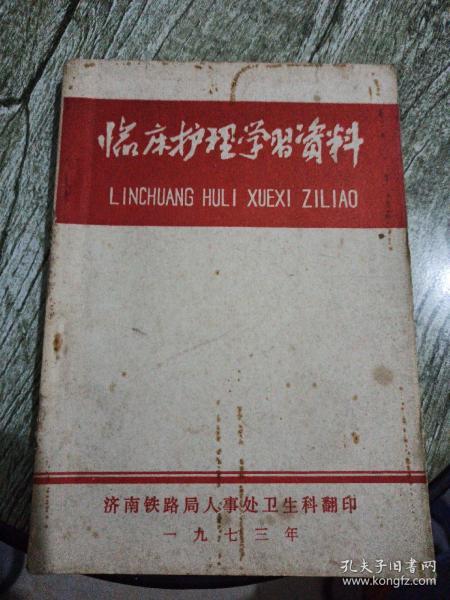 临床护理学习资料
LINCHUANG HULI XUEXI ZILIAO
济南铁路局人事处卫生科翻印
一九七三年
孔夫子旧书网
www.kongfz.com